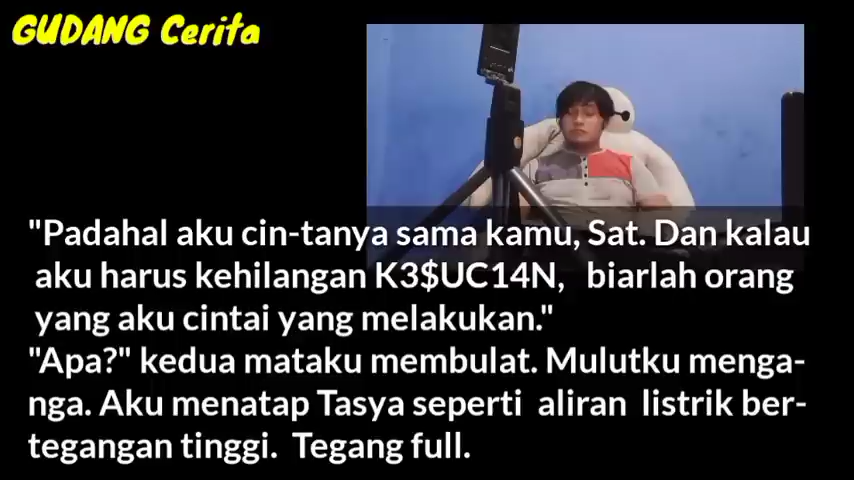 GUDANG Cerita
"Padahal aku cin-tanya sama kamu, Sat. Dan kalau
aku harus kehilangan K3$UC14N, biarlah orang
yang aku cintai yang melakukan."
"Apa?" kedua mataku membulat. Mulutku menga-
nga. Aku menatap Tasya seperti aliran listrik ber-
tegangan tinggi. Tegang full.